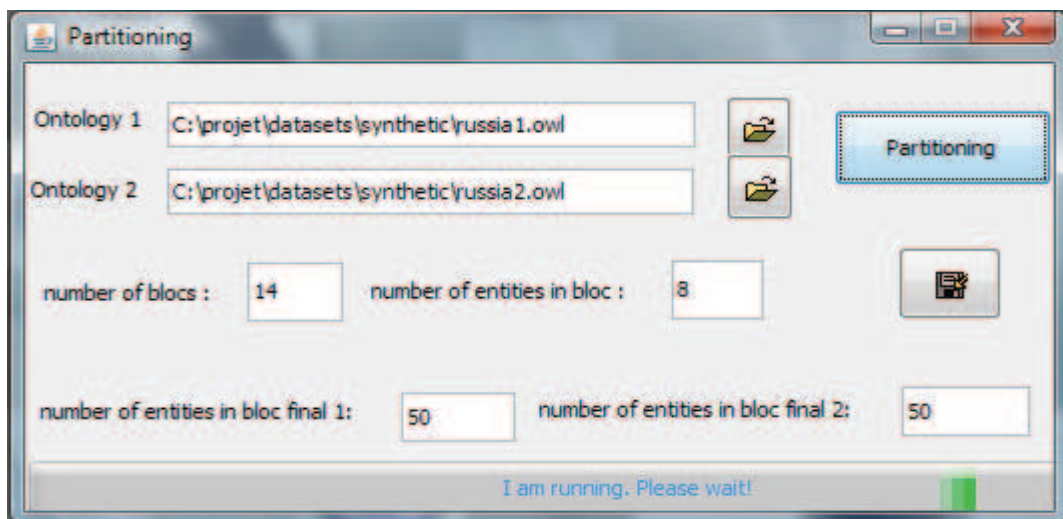 Partitioning
Ontology 1 C:\projet\datasets\synthetic\russia1.owl
Partitioning
Ontology 2 C:\projet\datasets\synthetic\russia2.owl
number of blocs : 14 number of entities in bloc : 8
number of entities in bloc final 1: 50 number of entities in bloc final 2: 50
I am running. Please wait!